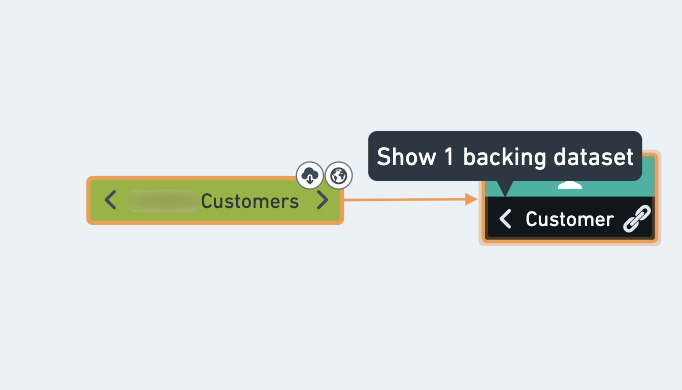 Show 1 backing dataset
Customers
Customer